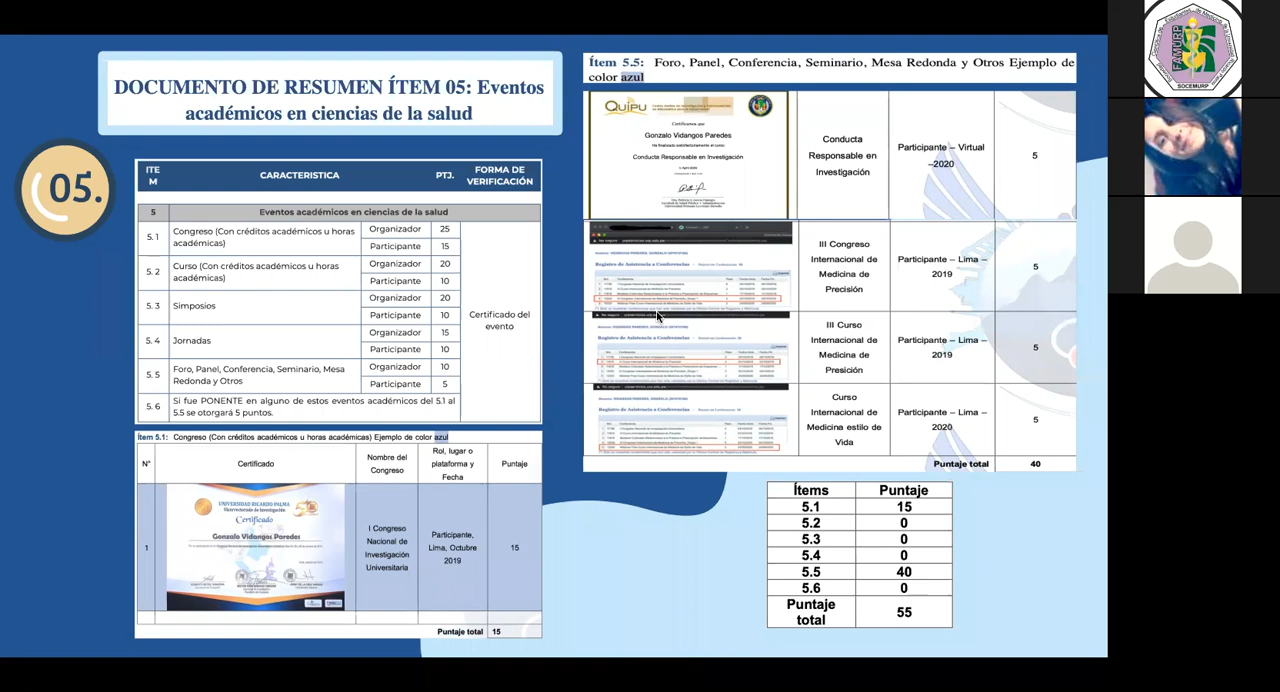 DOCUMENTO DE RESUMEN ÍTEM 05: Eventos
académicos en ciencias de la salud
05.
ITE
M
CARACTERISTICA
PTJ.
FORMA DE
VERIFICACIÓN
5
Eventos académicos en ciencias de la salud
5.1
Congreso (Con créditos académicos u horas
académicas)
Organizador
25
Participante
15
5.2
Curso (Con créditos académicos u horas
académicas)
Organizador
20
Participante
10
5.3
Simposios
Organizador
20
Participante
10
5.4
Jornadas
Organizador
15
Participante
10
5.5
Foro, Panel, Conferencia, Seminario, Mesa
Redonda y Otros
Organizador
10
Participante
5
5.6
Si fue PONENTE en alguno de estos eventos académicos del 5.1 al
5.5 se otorgará 5 puntos.
Certificado del
evento
Ítem 5.1: Congreso (Con créditos académicos u horas académicas) Ejemplo de color azul
N°
Certificado
Nombre del
Congreso
Rol, lugar o
plataforma y
Fecha
Puntaje
1
UNIVERSIDAD RICARDO PALMA
Vicerrectorado de Investigación
Certificado
Gonzalo Vidangos Paredes
I Congreso
Nacional de
Investigación
Universitaria
Participante,
Lima, Octubre
2019
15
Puntaje total
15
Ítem 5.5: Foro, Panel, Conferencia, Seminario, Mesa Redonda y Otros Ejemplo de
color azul
QUIPU
Certificamos que
Gonzalo Vidangos Paredes
Ha finalizado satisfactoriamente el curso
Conducta Responsable en Investigación
Conducta
Responsable en
Investigación
Participante – Virtual
–2020
5
Registro de Asistencia a Conferencias
III Congreso
Internacional de
Medicina de
Precisión
Participante – Lima –
2019
5
Registro de Asistencia a Conferencias
III Curso
Internacional de
Medicina de
Presición
Participante – Lima –
2019
5
Registro de Asistencia a Conferencias
Curso
Internacional de
Medicina estilo de
Vida
Participante – Lima –
2020
5
Puntaje total
40
Ítems
Puntaje
5.1
15
5.2
0
5.3
0
5.4
0
5.5
40
5.6
0
Puntaje
total
55
FAMURP
SOCEMURP